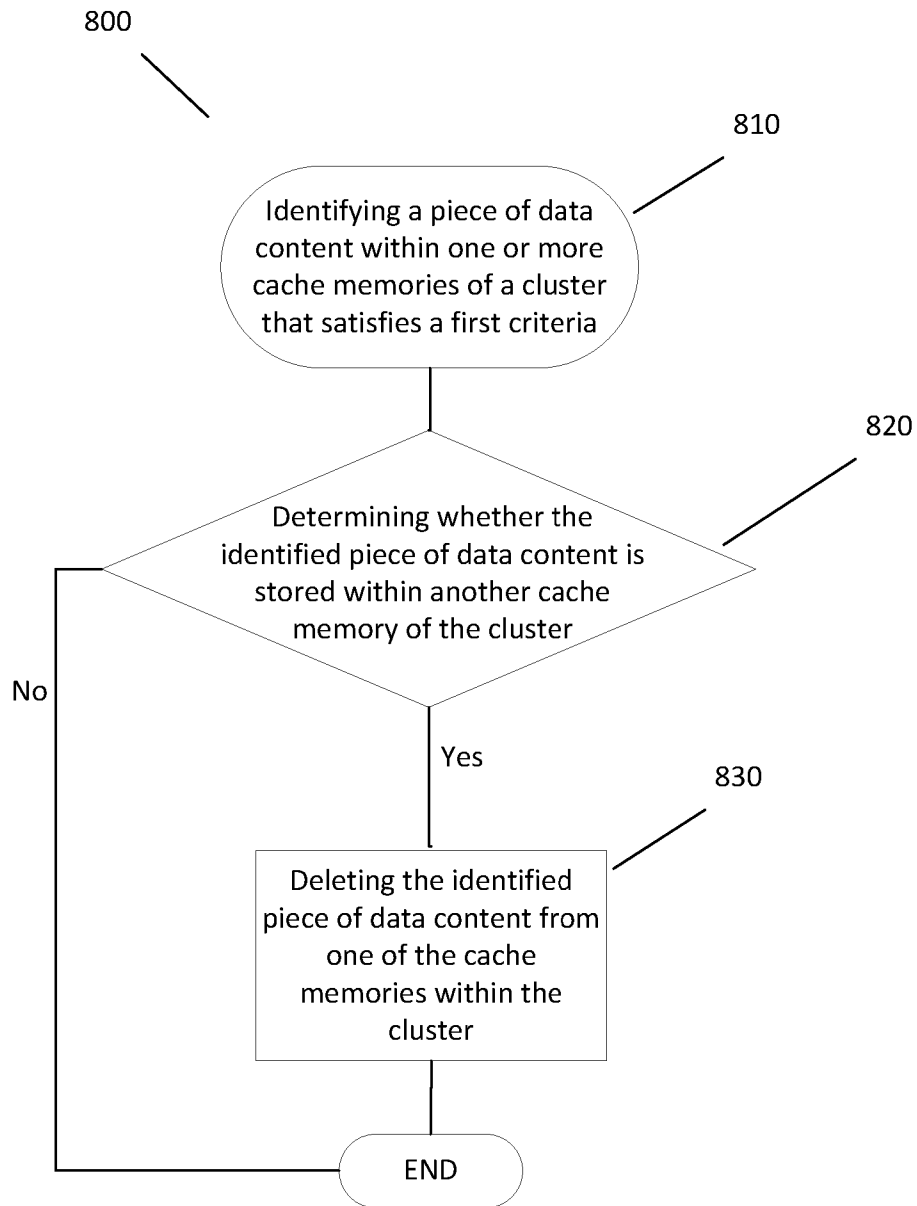 800
810
Identifying a piece of data
content within one or more
cache memories of a cluster
that satisfies a first criteria
820
Determining whether the
identified piece of data content is
stored within another cache
memory of the cluster
No
Yes
830
Deleting the identified
piece of data content from
one of the cache
memories within the
cluster
END